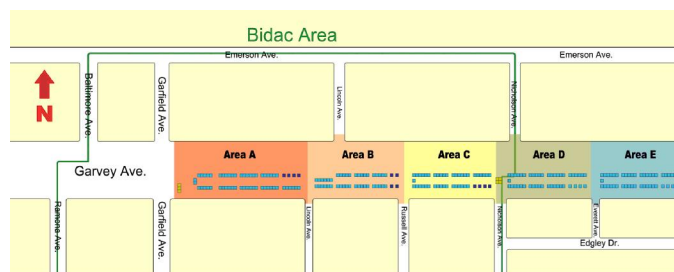 Bidac Area
Emerson Ave.
Emerson Ave.
Baltimore Ave.
Garfield Ave.
Lincoln Ave.
Nicholson Ave.
N
Area A
Area B
Area C
Area D
Area E
Garvey Ave.
Ramona Ave.
Garfield Ave.
Lincoln Ave.
Russell Ave.
Nicholson Ave.
Everett Ave.
Edgley Dr.